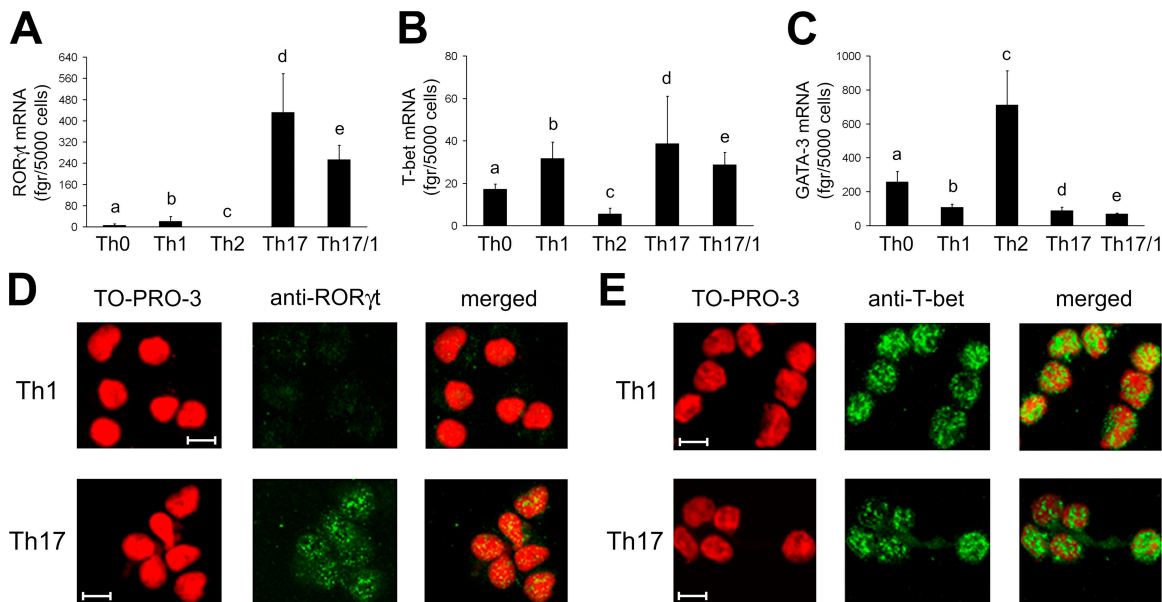 A
RORγt mRNA
(fgr/5000 cells)
640
560
480
400
320
240
160
80
0
a
b
c
d
e
Th0 Th1 Th2 Th17 Th17/1
B
T-bet mRNA
(fgr/5000 cells)
80
60
40
20
0
a
b
c
d
e
Th0 Th1 Th2 Th17 Th17/1
C
GATA-3 mRNA
(fgr/5000 cells)
1000
800
600
400
200
0
a
b
c
d
e
Th0 Th1 Th2 Th17 Th17/1
D
TO-PRO-3 anti-RORγt merged
Th1
Th17
E
TO-PRO-3 anti-T-bet merged
Th1
Th17